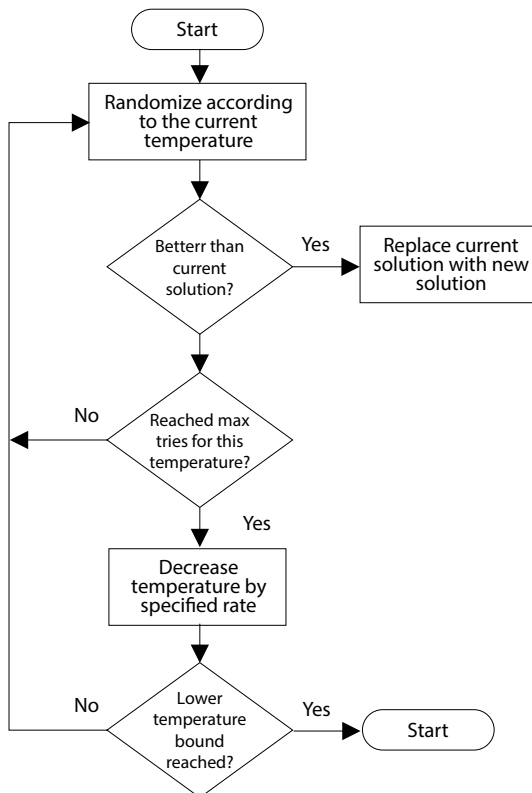 Start
Randomize according
to the current
temperature
Betterr than
current
solution?
Yes
Replace current
solution with new
solution
No
Reached max
tries for this
temperature?
Yes
Decrease
temperature by
specified rate
No
Lower
temperature
bound
reached?
Yes
Start